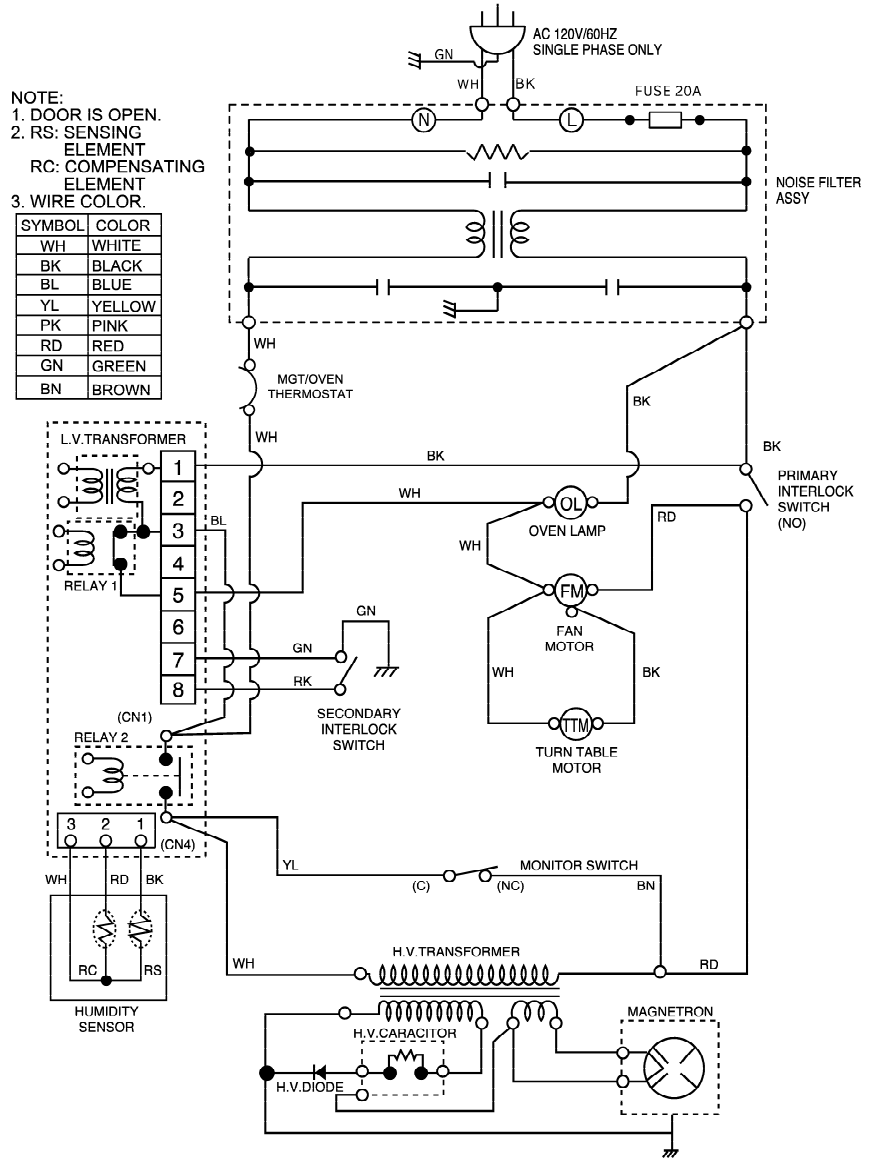 AC 120V/60HZ
SINGLE PHASE ONLY
GN
WH
BK
FUSE 20A
NOTE:
1. DOOR IS OPEN.
2. RS: SENSING
ELEMENT
RC: COMPENSATING
ELEMENT
3. WIRE COLOR.
SYMBOL COLOR
WH WHITE
BK BLACK
BL BLUE
YL YELLOW
PK PINK
RD RED
GN GREEN
BN BROWN
N
L
NOISE FILTER
ASSY
WH
MGT/OVEN
THERMOSTAT
BK
WH
L.V.TRANSFORMER
BK
BK
PRIMARY
INTERLOCK
SWITCH
(NO)
1
2
3
4
5
6
7
8
WH
BL
OL
OVEN LAMP
RD
WH
RELAY 1
FM
FAN
MOTOR
GN
GN
RK
WH
BK
SECONDARY
INTERLOCK
SWITCH
(CN1)
TTM
TURN TABLE
MOTOR
RELAY 2
3 2 1
(CN4)
YL
MONITOR SWITCH
(C)
(NC)
BN
WH
RD
BK
RC
RS
HUMIDITY
SENSOR
WH
H.V.TRANSFORMER
RD
MAGNETRON
H.V.CARACITOR
H.V.DIODE